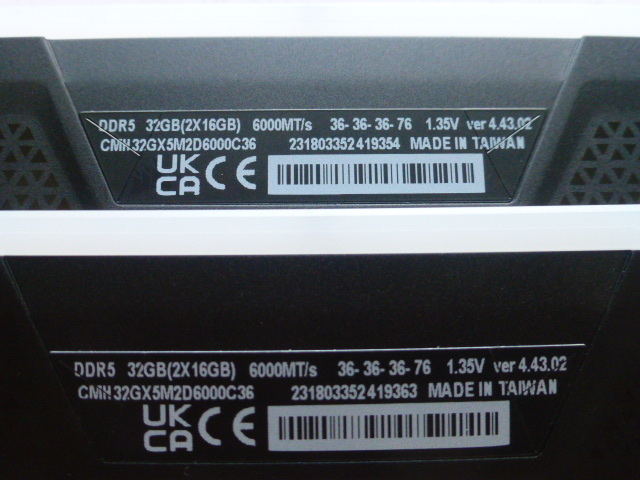 DDR5 32GB(2X16GB) 6000MT/s 36-36-36-76 1.35V ver 4.43.02
CMH32GX5M2D6000C36 231803352419354 MADE IN TAIWAN
UK CE
CA
DDR5 32GB(2X16GB) 6000MT/s 36-36-36-76 1.35V ver 4.43.02
CMH32GX5M2D6000C36 231803352419363 MADE IN TAIWAN
UK CE
CA